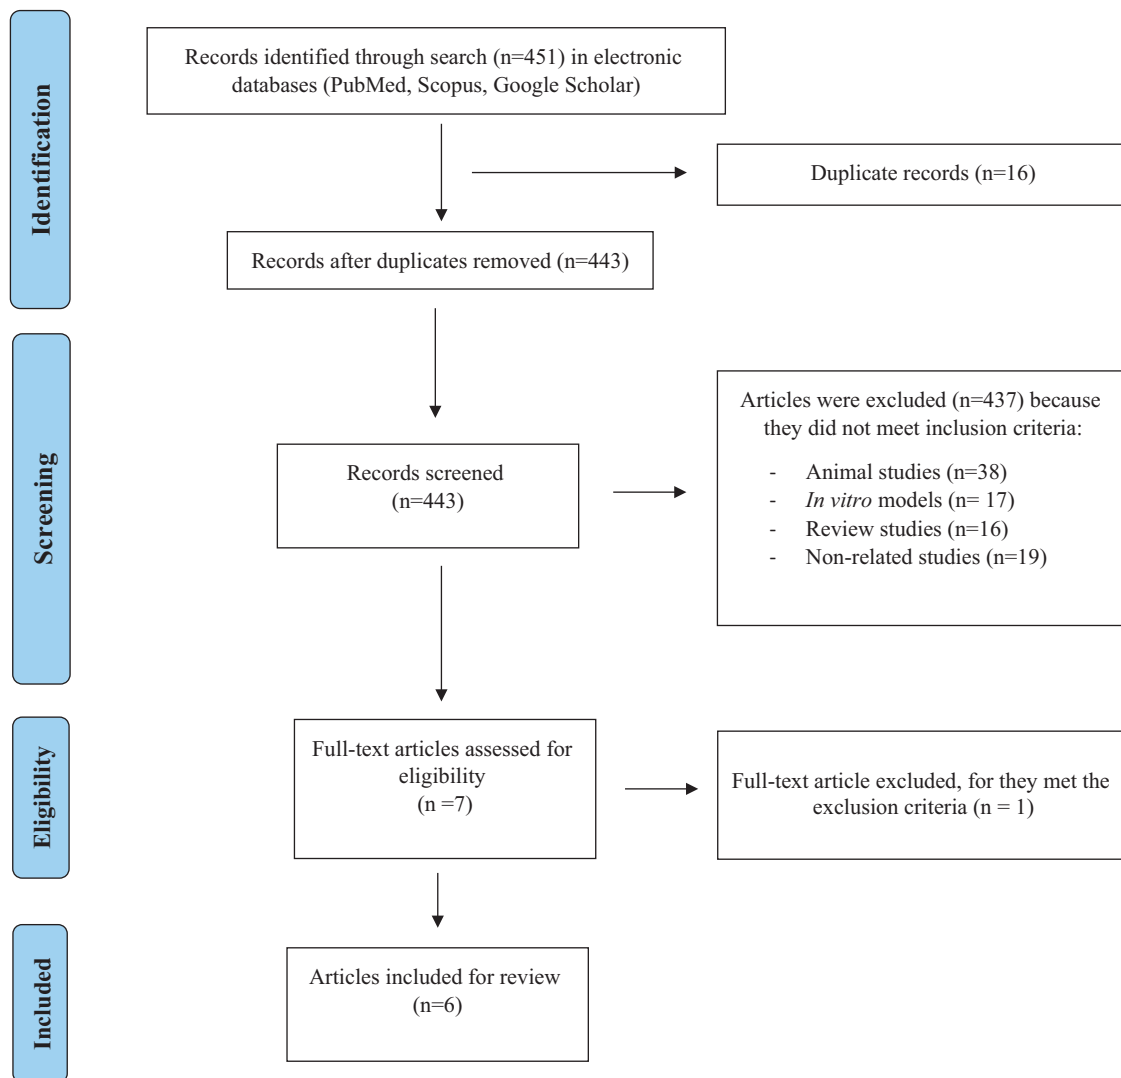 Identification
Records identified through search (n=451) in electronic
databases (PubMed, Scopus, Google Scholar)
Duplicate records (n=16)
Records after duplicates removed (n=443)
Screening
Records screened
(n=443)
Articles were excluded (n=437) because
they did not meet inclusion criteria:
- Animal studies (n=38)
- In vitro models (n= 17)
- Review studies (n=16)
- Non-related studies (n=19)
Eligibility
Full-text articles assessed for
eligibility
(n =7)
Full-text article excluded, for they met the
exclusion criteria (n = 1)
Included
Articles included for review
(n=6)